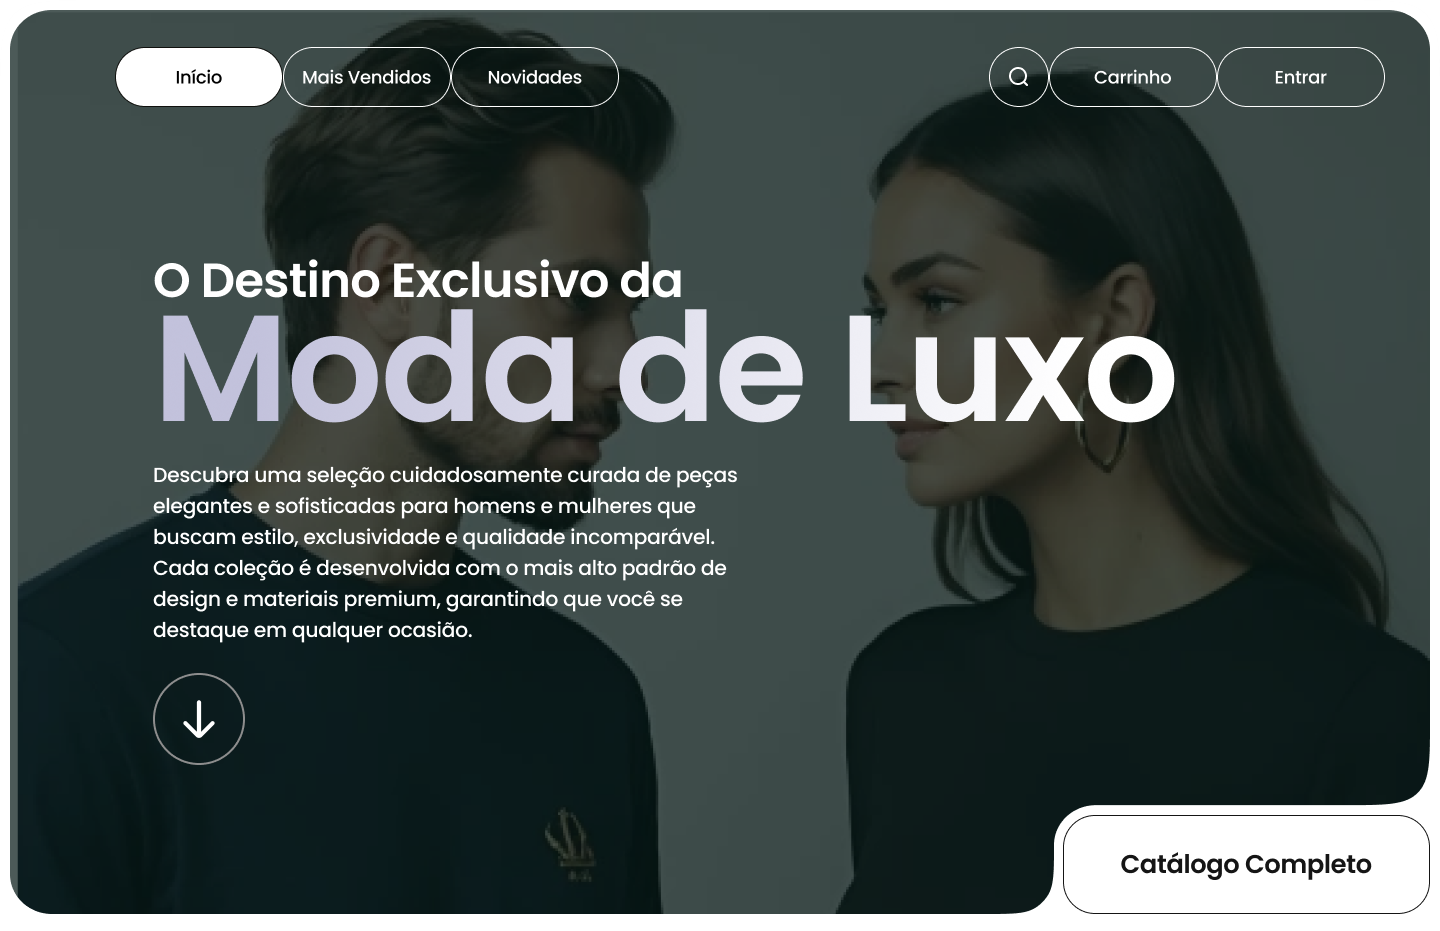 Início
Mais Vendidos
Novidades
Carrinho
Entrar
O Destino Exclusivo da
Moda de Luxo
Descubra uma seleção cuidadosamente curada de peças
elegantes e sofisticadas para homens e mulheres que
buscam estilo, exclusividade e qualidade incomparável.
Cada coleção é desenvolvida com o mais alto padrão de
design e materiais premium, garantindo que você se
destaque em qualquer ocasião.
Catálogo Completo